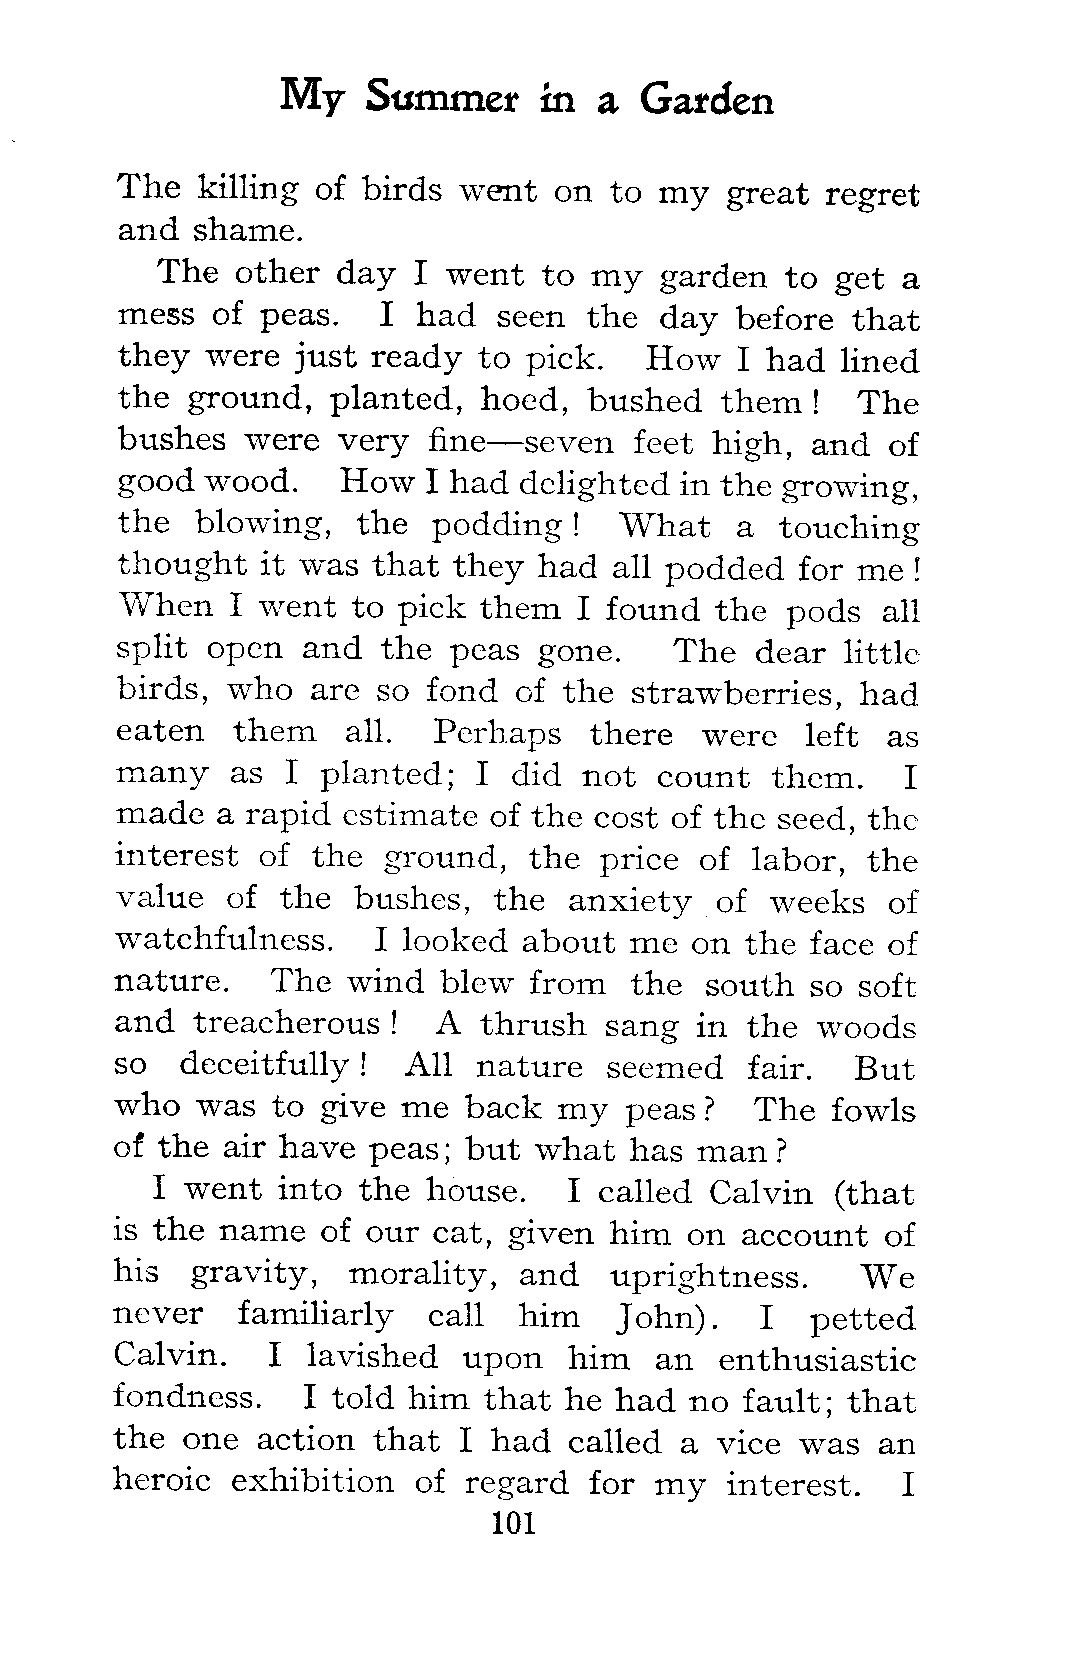 My Summer in a Garden
The killing of birds went on to my great regret
and shame.
The other day I went to my garden to get a
mess of peas. I had seen the day before that
they were just ready to pick. How I had lined
the ground, planted, hoed, bushed them! The
bushes were very fine—seven feet high, and of
good wood. How I had delighted in the growing,
the blowing, the podding! What a touching
thought it was that they had all podded for me!
When I went to pick them I found the pods all
split open and the peas gone. The dear little
birds, who are so fond of the strawberries, had
eaten them all. Perhaps there were left as
many as I planted; I did not count them. I
made a rapid estimate of the cost of the seed, the
interest of the ground, the price of labor, the
value of the bushes, the anxiety of weeks of
watchfulness. I looked about me on the face of
nature. The wind blew from the south so soft
and treacherous! A thrush sang in the woods
so deceitfully! All nature seemed fair. But
who was to give me back my peas? The fowls
of the air have peas; but what has man?
I went into the house. I called Calvin (that
is the name of our cat, given him on account of
his gravity, morality, and uprightness. We
never familiarly call him John). I petted
Calvin. I lavished upon him an enthusiastic
fondness. I told him that he had no fault; that
the one action that I had called a vice was an
heroic exhibition of regard for my interest. I
101